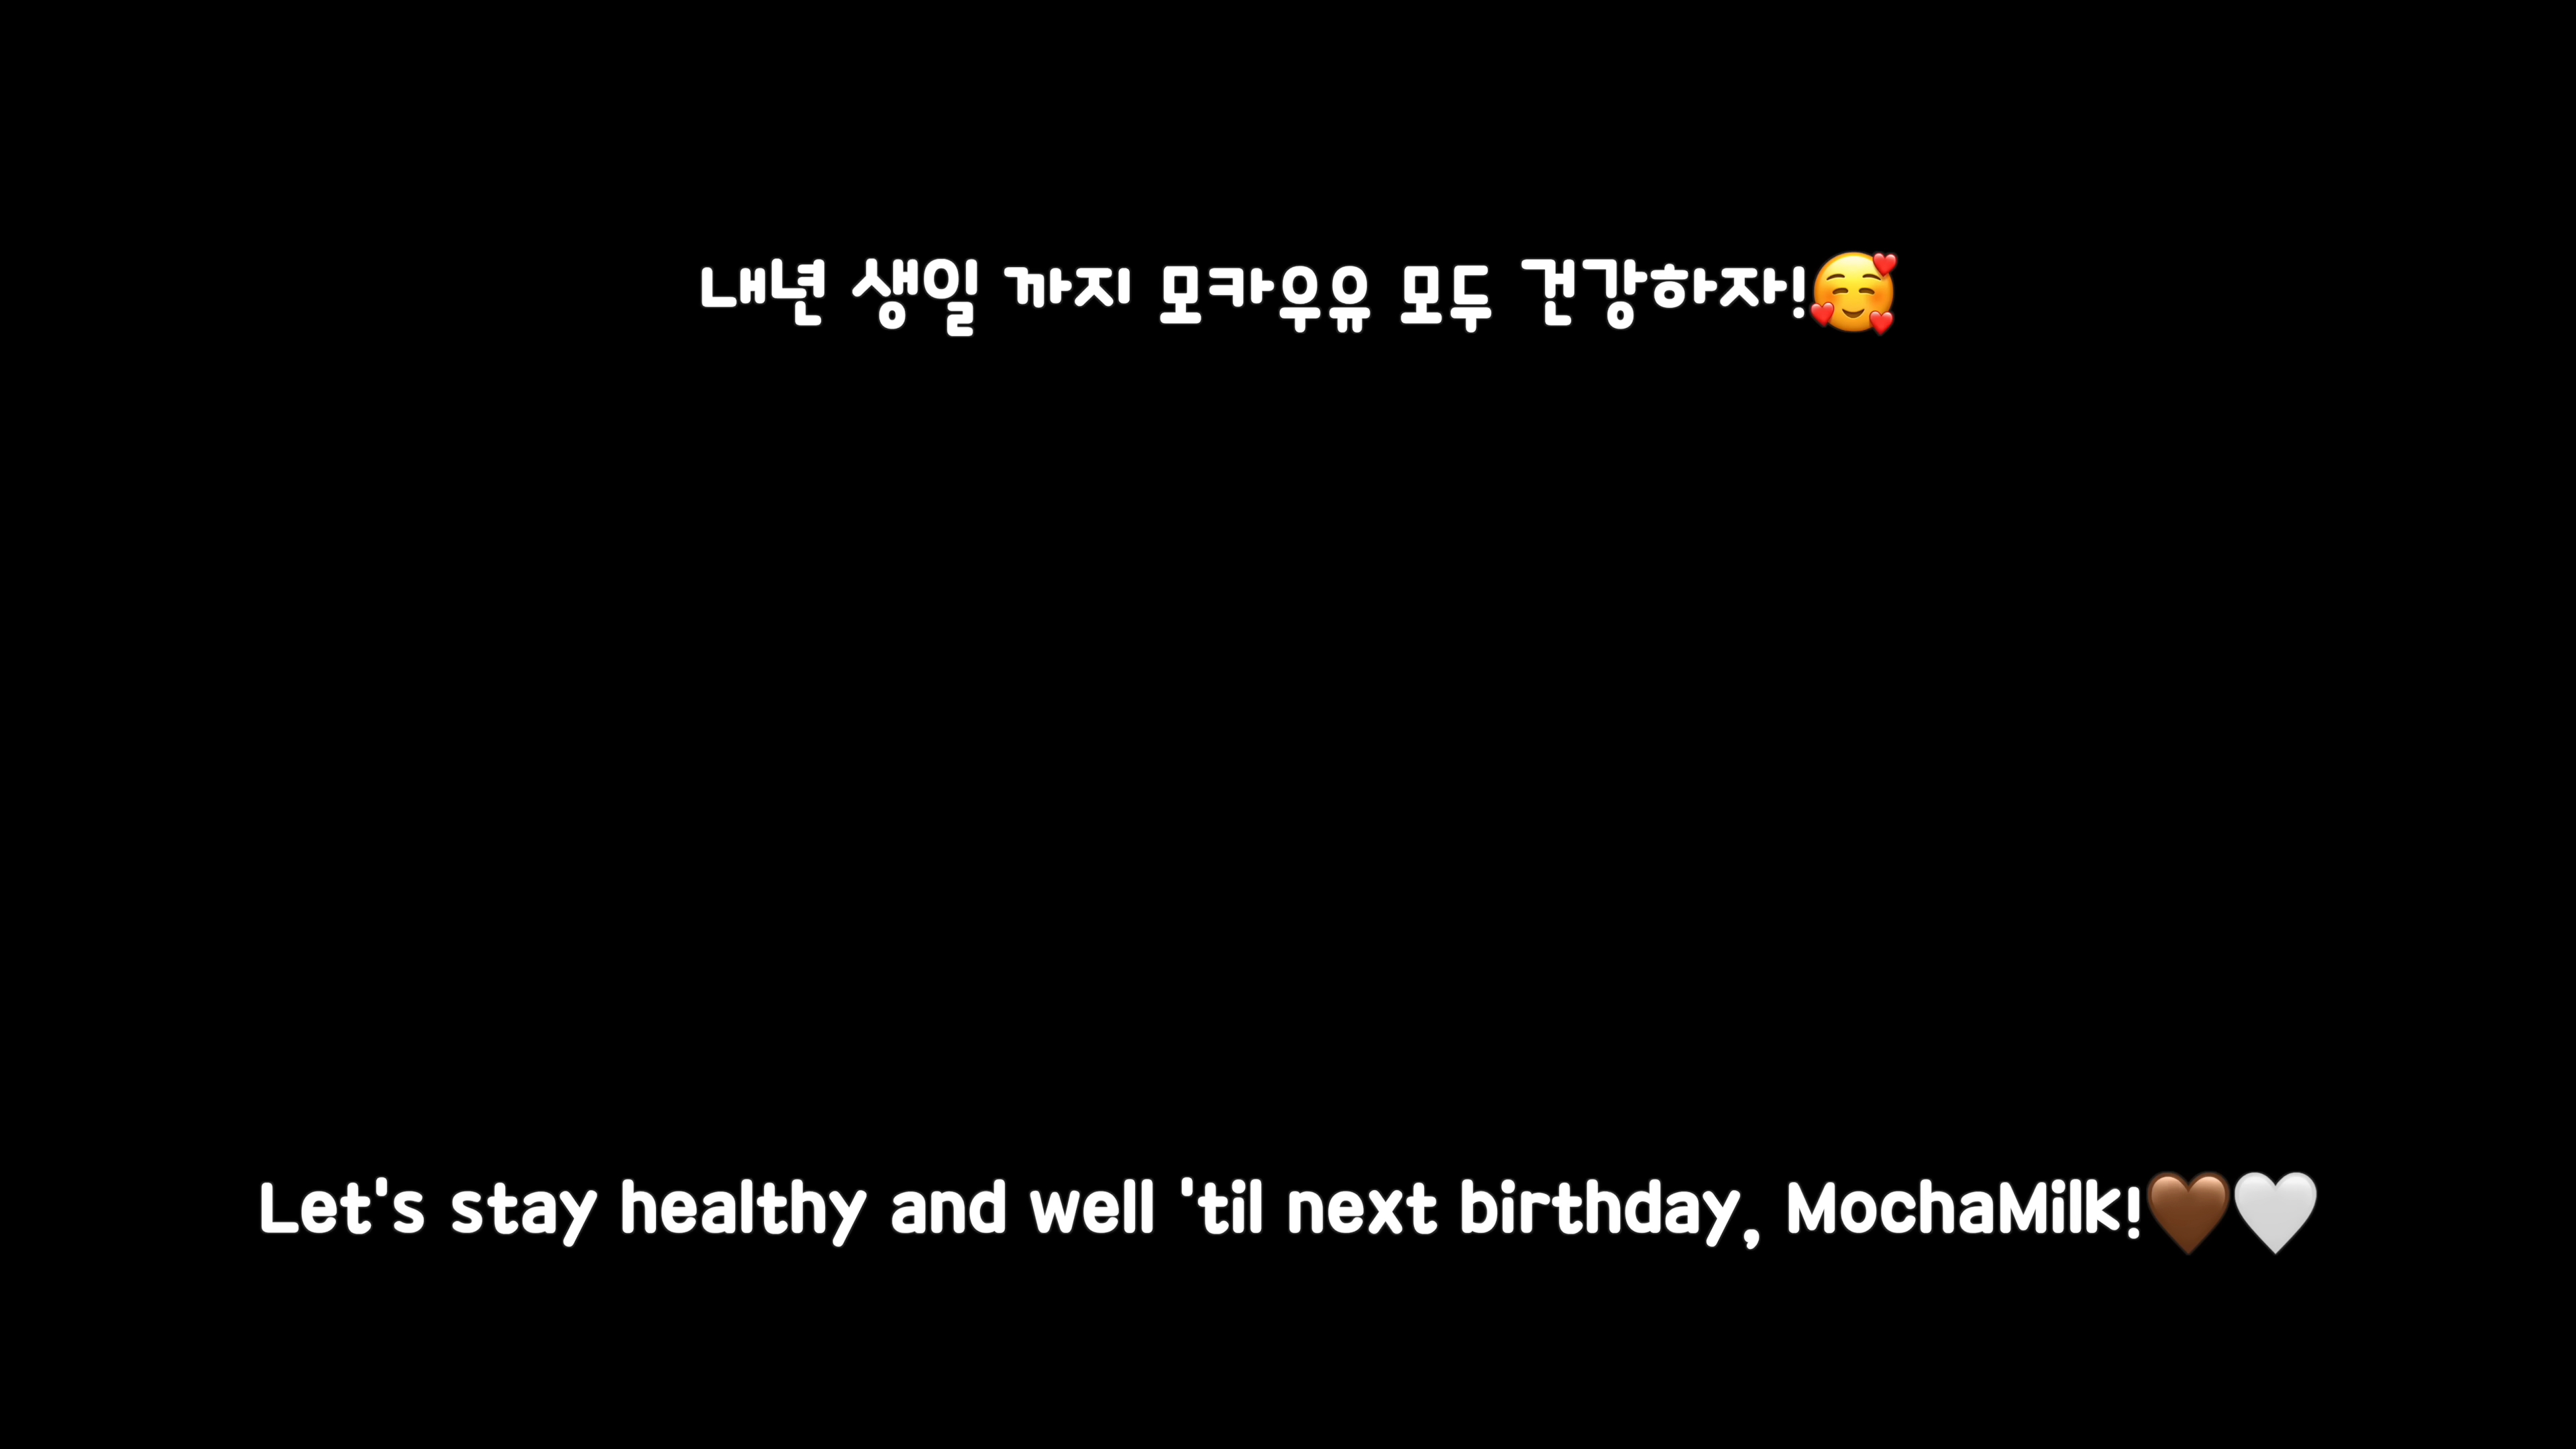 내년 생일 까지 모카우유 모두 건강하자!🥰
Let's stay healthy and well 'til next birthday, MochaMilk!🤎🤍